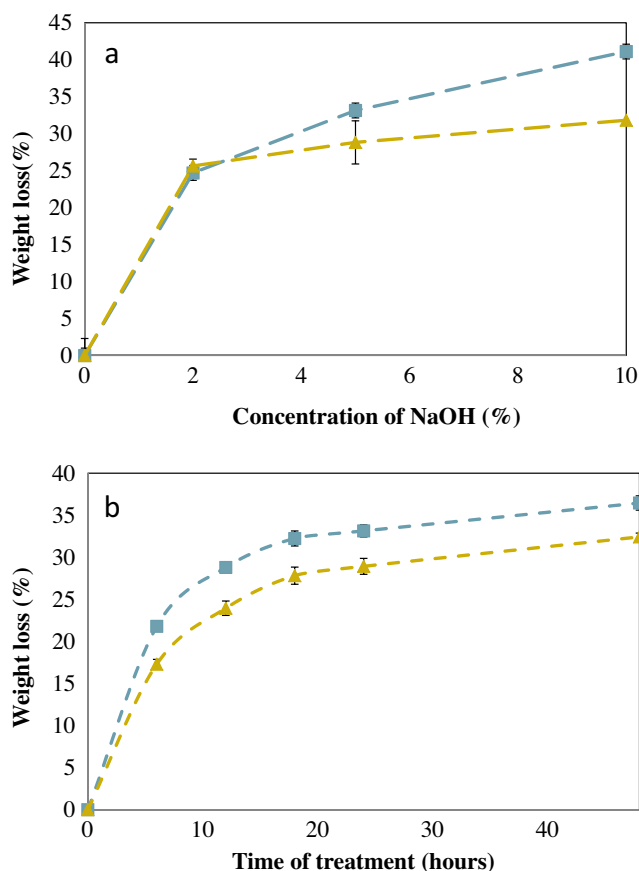 a
45
40
35
30
25
20
15
10
5
0
Weight loss(%)
0 2 4 6 8 10
Concentration of NaOH (%)
b
40
35
30
25
20
15
10
5
0
Weight loss (%)
0 10 20 30 40
Time of treatment (hours)